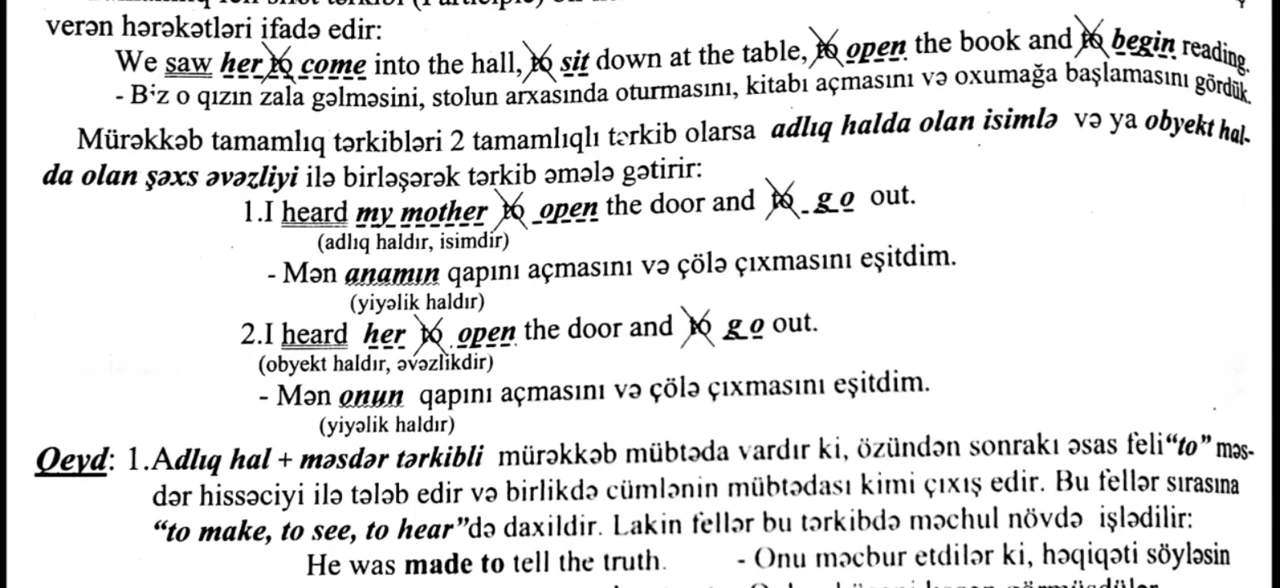 verən hərəkətləri ifadə edir:
We saw her to come into the hall, to sit down at the table, to open the book and to begin reading.
- Biz o qızın zala gəlməsini, stolun arxasında oturmasını, kitabı açmasını və oxumağa başlamasını gördük.
Mürəkkəb tamamlıq tərkibləri 2 tamamlıqlı tərkib olarsa adlıq halda olan isimlə və ya obyekt hal-
da olan şəxs əvəzliyi ilə birləşərək tərkib əmələ gətirir:
1.I heard my mother to open the door and to go out.
(adlıq haldır, isimdir)
- Mən anamın qapını açmasını və çölə çıxmasını eşitdim.
(yiyəlik haldır)
2.I heard her to open the door and to go out.
(obyekt haldır, əvəzlikdir)
- Mən onun qapını açmasını və çölə çıxmasını eşitdim.
(yiyəlik haldır)
Qeyd: 1.Adlıq hal + məsdər tərkibli mürəkkəb mübtəda vardır ki, özündən sonrakı əsas feli “to” məs-
dər hissəciyi ilə tələb edir və birlikdə cümlənin mübtədası kimi çıxış edir. Bu fellər sırasına
“to make, to see, to hear”də daxildir. Lakin fellər bu tərkibdə məchul növdə işlədilir:
He was made to tell the truth. - Onu məcbur etdilər ki, həqiqəti söyləsin